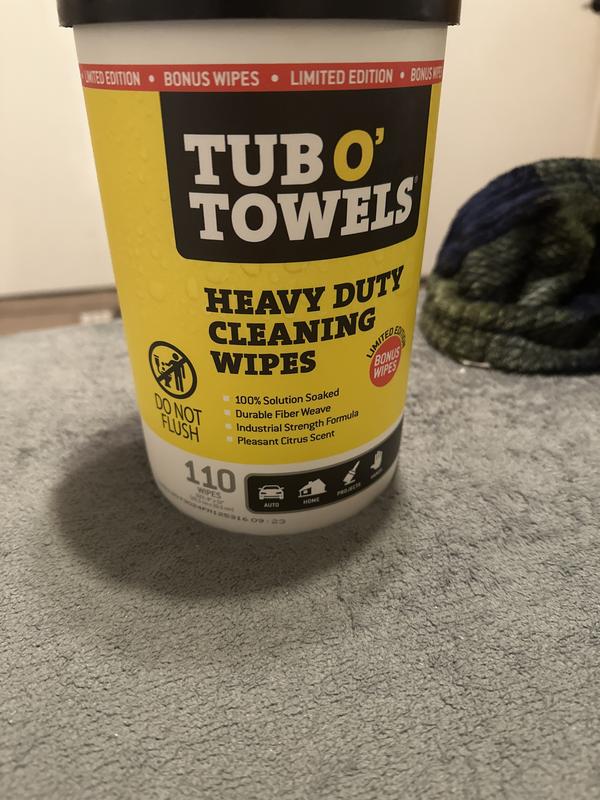 LIMITED EDITION • BONUS WIPES • LIMITED EDITION • BONUS WIPES
TUB O'
TOWELS
HEAVY DUTY
CLEANING
WIPES
LIMITED EDITION
BONUS
WIPES
DO NOT
FLUSH
100% Solution Soaked
Durable Fiber Weave
Industrial Strength Formula
Pleasant Citrus Scent
110
WIPES
AUTO
HOME
PROJECTS